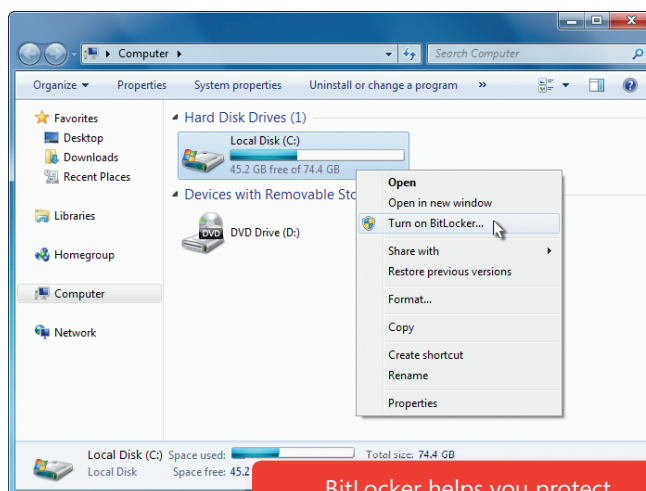 Computer
Search Computer
Organize
Properties
System properties
Uninstall or change a program
»
Favorites
Desktop
Downloads
Recent Places
Libraries
Homegroup
Computer
Network
Hard Disk Drives (1)
Local Disk (C:)
45.2 GB free of 74.4 GB
Devices with Removable Sto
DVD
DVD Drive (D:)
Open
Open in new window
Turn on BitLocker...
Share with
Restore previous versions
Format...
Copy
Create shortcut
Rename
Properties
Local Disk (C:) Space used: Total size: 74.4 GB
Local Disk Space free: 45.2
BitLocker helps you protect